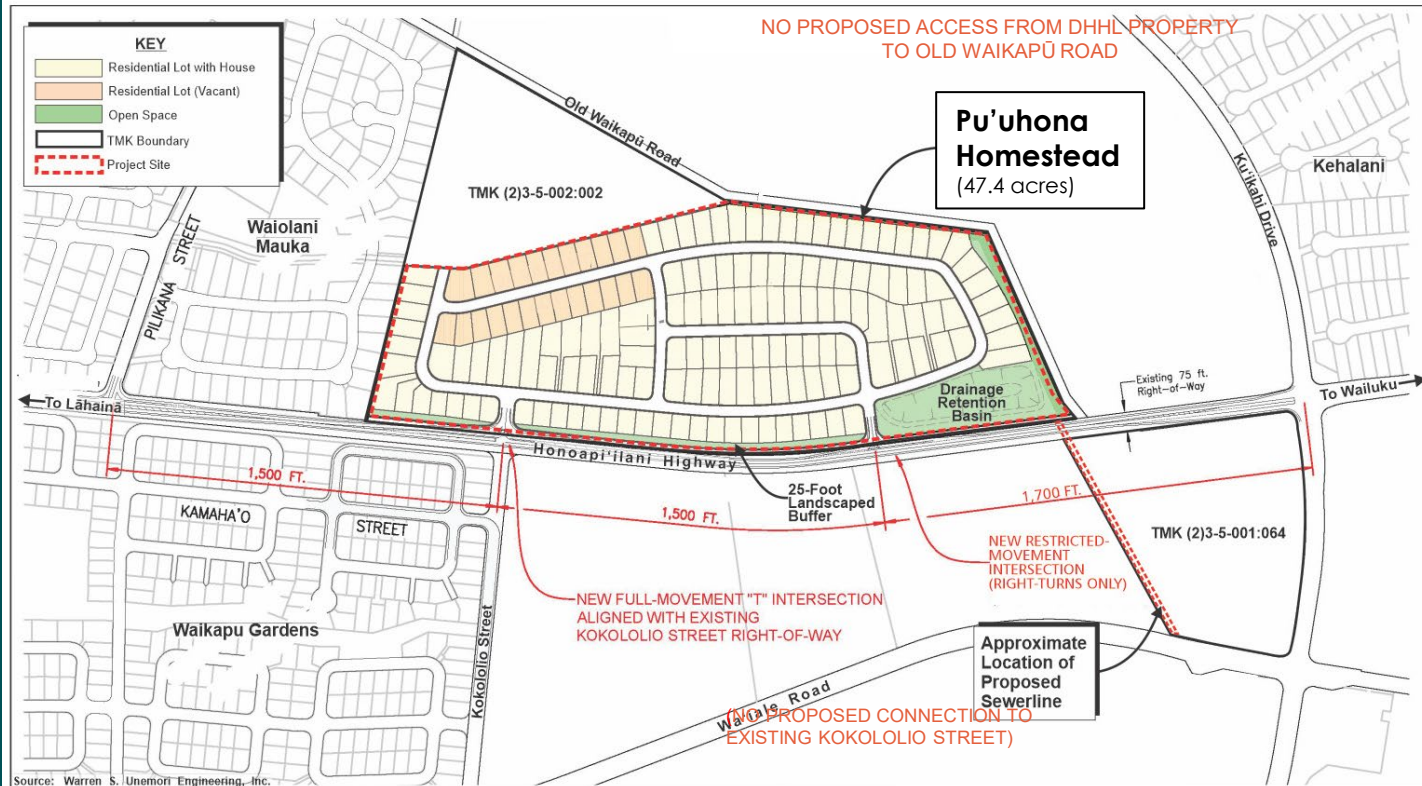 NO PROPOSED ACCESS FROM DHHL PROPERTY
TO OLD WAIKAPŪ ROAD
KEY
Residential Lot with House
Residential Lot (Vacant)
Open Space
TMK Boundary
Project Site
Old Waikapū Road
Pu’uhona
Homestead
(47.4 acres)
Ku'ikahi Drive
Kehalani
TMK (2)3-5-002:002
PILIKANA STREET
Waiolani
Mauka
To Lāhainā
Drainage
Retention
Basin
Existing 75 ft.
Right-of-Way
To Wailuku
Honoapi'ilani Highway
1,500 FT.
KAMAHA'O
STREET
25-Foot
Landscaped
Buffer
1,500 FT.
1,700 FT.
NEW RESTRICTED-
MOVEMENT
INTERSECTION
(RIGHT-TURNS ONLY)
TMK (2)3-5-001:064
NEW FULL-MOVEMENT "T" INTERSECTION
ALIGNED WITH EXISTING
KOKOLOLIO STREET RIGHT-OF-WAY
Waikapu Gardens
Kokololio Street
Approximate
Location of
Proposed
Sewerline
Wai'ale Road
(NO PROPOSED CONNECTION TO
EXISTING KOKOLOLIO STREET)
Source: Warren S. Unemori Engineering, Inc.